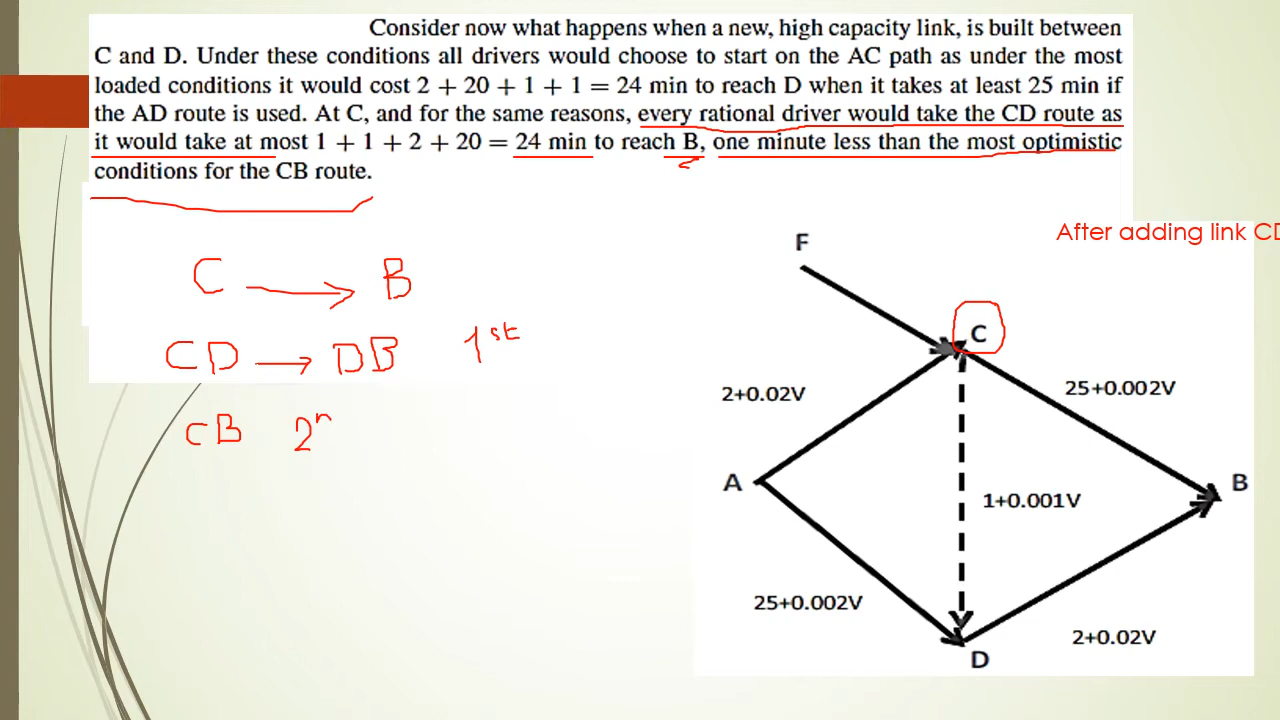 Consider now what happens when a new, high capacity link, is built between
C and D. Under these conditions all drivers would choose to start on the AC path as under the most
loaded conditions it would cost 2 + 20 + 1 + 1 = 24 min to reach D when it takes at least 25 min if
the AD route is used. At C, and for the same reasons, every rational driver would take the CD route as
it would take at most 1 + 1 + 2 + 20 = 24 min to reach B, one minute less than the most optimistic
conditions for the CB route.
After adding link CD
F
C → B
C
CD → DB 1st
2+0.02V
25+0.002V
CB 2n
A
B
1+0.001V
25+0.002V
2+0.02V
D